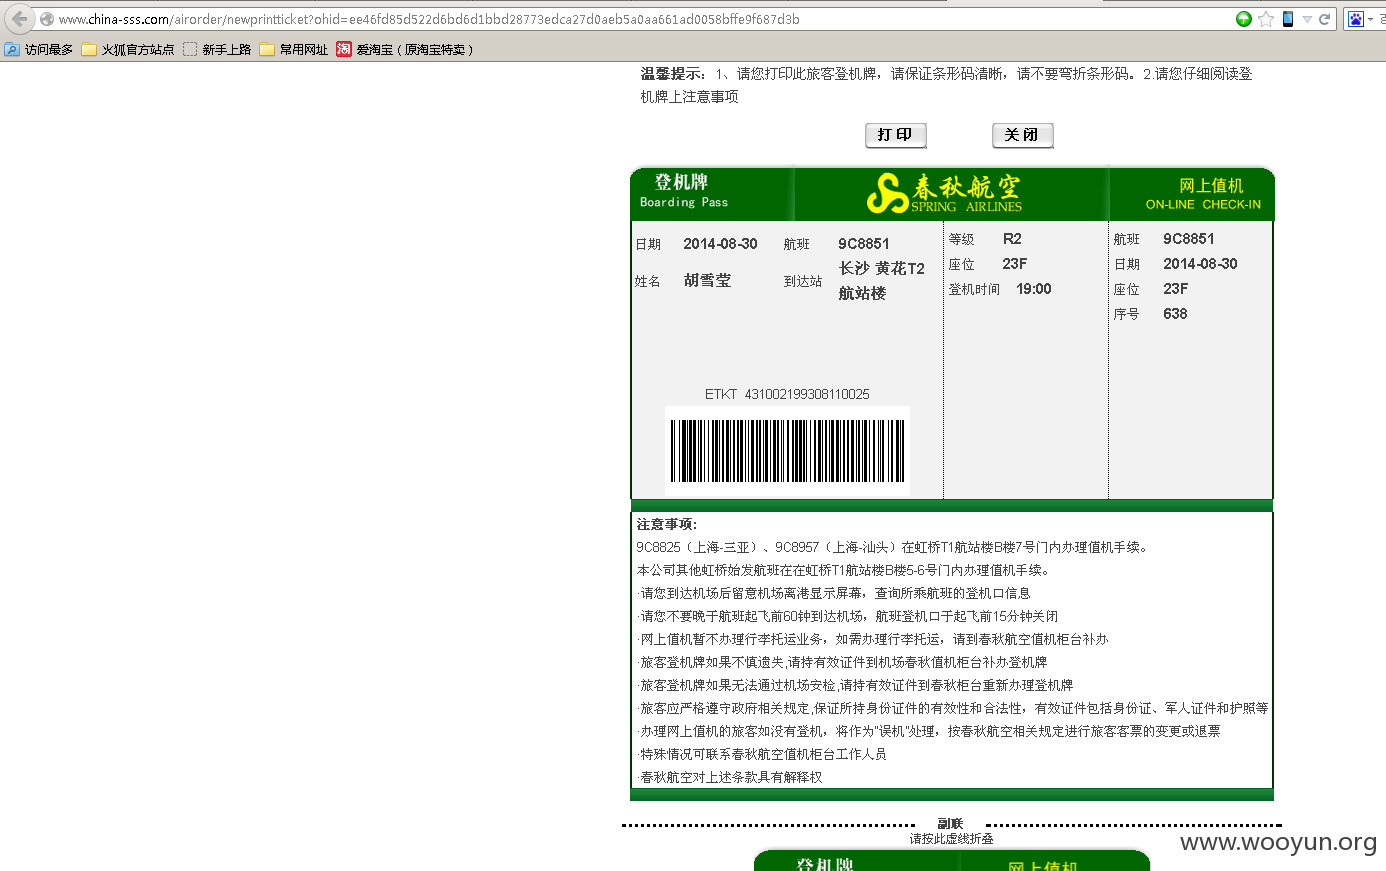 www.china-sss.com/airorder/newprintticket?ohid=ee46fd85d522d6bd6d1bbd28773edca27d0aeb5a0aa661ad0058bffe9f687d3b
访问最多 火狐官方站点 新手上路 常用网址 淘 爱淘宝（原淘宝特卖）
温馨提示：1、请您打印此旅客登机牌，请保证条形码清晰，请不要弯折条形码。2.请您仔细阅读登
机牌上注意事项
打 印 关 闭
登机牌
Boarding Pass
春秋航空
SPRING AIRLINES
网上值机
ON-LINE CHECK-IN
日期 2014-08-30 航班 9C8851
姓名 胡雪莹 到达站 长沙 黄花T2
航站楼
等级 R2
座位 23F
登机时间 19:00
航班 9C8851
日期 2014-08-30
座位 23F
序号 638
ETKT 431002199308110025
注意事项:
9C8825（上海-三亚）、9C8957（上海-汕头）在虹桥T1航站楼B楼7号门内办理值机手续。
本公司其他虹桥始发航班在在虹桥T1航站楼B楼5-6号门内办理值机手续。
·请您到达机场后留意机场离港显示屏幕，查询所乘航班的登机口信息
·请您不要晚于航班起飞前60钟到达机场，航班登机口于起飞前15分钟关闭
·网上值机暂不办理行李托运业务，如需办理行李托运，请到春秋航空值机柜台补办
·旅客登机牌如果不慎遗失,请持有效证件到机场春秋值机柜台补办登机牌
·旅客登机牌如果无法通过机场安检,请持有效证件到春秋柜台重新办理登机牌
·旅客应严格遵守政府相关规定,保证所持身份证件的有效性和合法性，有效证件包括身份证、军人证件和护照等
·办理网上值机的旅客如没有登机，将作为"误机"处理，按春秋航空相关规定进行旅客客票的变更或退票
·特殊情况可联系春秋航空值机柜台工作人员
·春秋航空对上述条款具有解释权
副联
请按此虚线折叠
登机牌 网上值机
www.wooyun.org